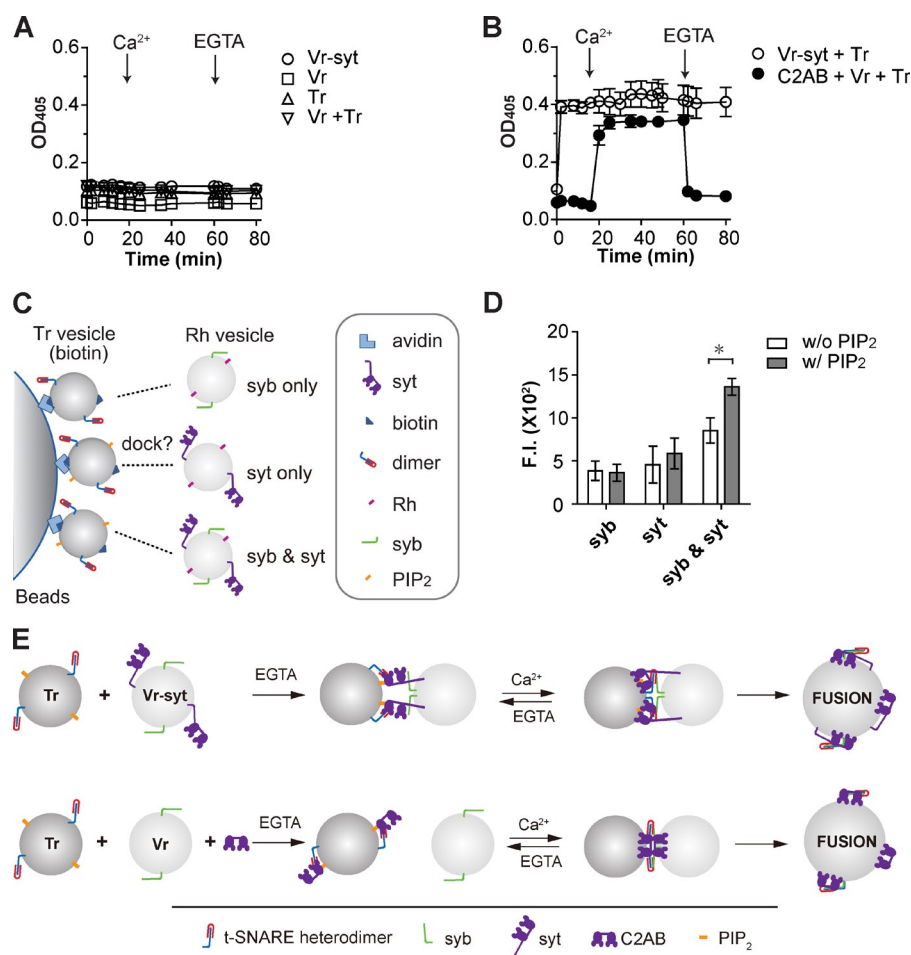 A
Ca²⁺ EGTA
0.6
0.4
0.2
0.0
OD₄₀₅
0 20 40 60 80
Time (min)
Vr-syt
Vr
Tr
Vr +Tr
B
Ca²⁺ EGTA
0.6
0.4
0.2
0.0
OD₄₀₅
0 20 40 60 80
Time (min)
Vr-syt + Tr
C2AB + Vr + Tr
C
Tr vesicle
(biotin)
Rh vesicle
syb only
dock?
syt only
syb & syt
Beads
avidin
syt
biotin
dimer
Rh
syb
PIP₂
D
20
15
10
5
0
F.I. (X10²)
*
syb
syt
syb & syt
w/o PIP₂
w/ PIP₂
E
Tr + Vr-syt EGTA Ca²⁺ EGTA FUSION
Tr + Vr + EGTA Ca²⁺ EGTA FUSION
t-SNARE heterodimer syb syt C2AB PIP₂